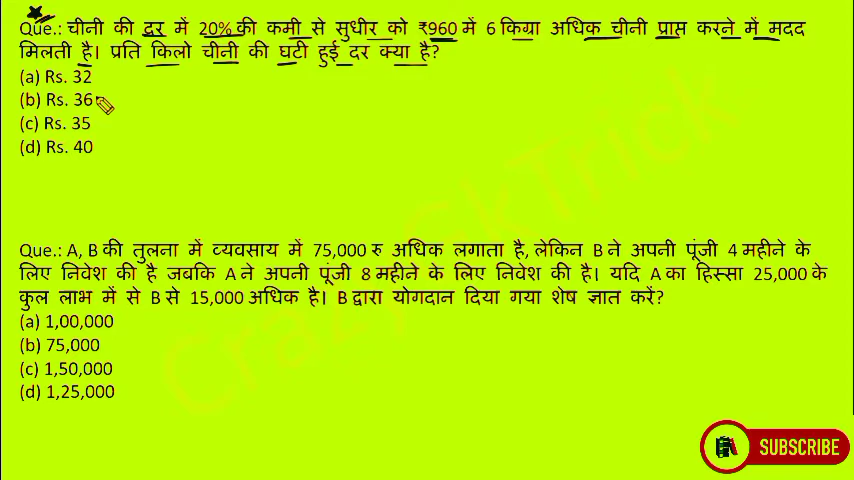 Que.: चीनी की दर में 20% की कमी से सुधीर को ₹960 में 6 किग्रा अधिक चीनी प्राप्त करने में मदद
मिलती है। प्रति किलो चीनी की घटी हुई दर क्या है?
(a) Rs. 32
(b) Rs. 36
(c) Rs. 35
(d) Rs. 40
Que.: A, B की तुलना में व्यवसाय में 75,000 रु अधिक लगाता है, लेकिन B ने अपनी पूंजी 4 महीने के
लिए निवेश की है जबकि A ने अपनी पूंजी 8 महीने के लिए निवेश की है। यदि A का हिस्सा 25,000 के
कुल लाभ में से B से 15,000 अधिक है। B द्वारा योगदान दिया गया शेष ज्ञात करें?
(a) 1,00,000
(b) 75,000
(c) 1,50,000
(d) 1,25,000
CrazyGkTrick
SUBSCRIBE